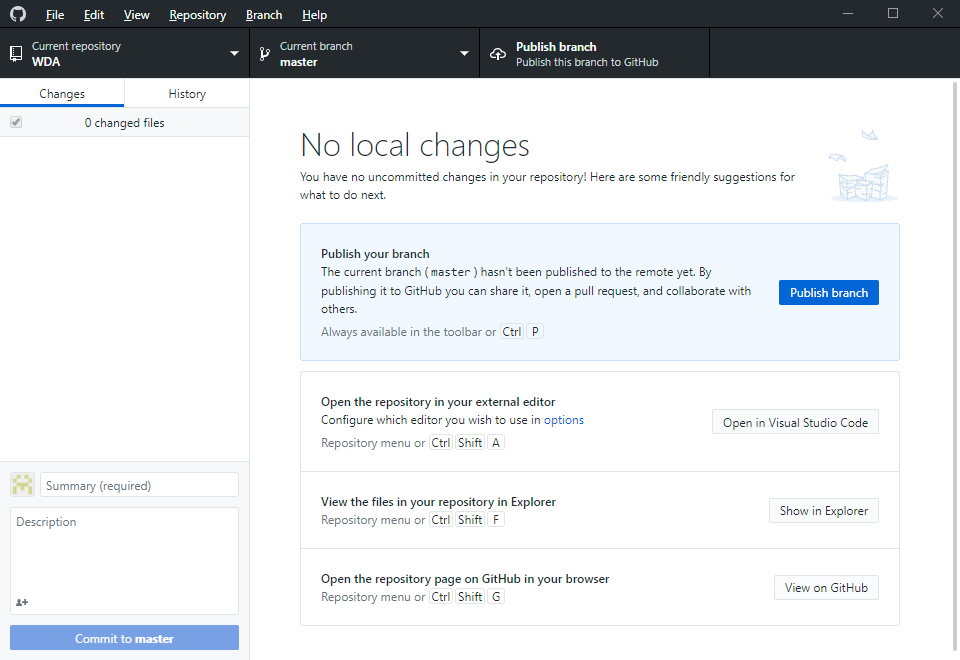 File Edit View Repository Branch Help
Current repository
WDA
Current branch
master
Publish branch
Publish this branch to GitHub
Changes
History
0 changed files
No local changes
You have no uncommitted changes in your repository! Here are some friendly suggestions for
what to do next.
Publish your branch
The current branch (master) hasn't been published to the remote yet. By
publishing it to GitHub you can share it, open a pull request, and collaborate with
others.
Always available in the toolbar or Ctrl P
Publish branch
Open the repository in your external editor
Configure which editor you wish to use in options
Repository menu or Ctrl Shift A
Open in Visual Studio Code
View the files in your repository in Explorer
Repository menu or Ctrl Shift F
Show in Explorer
Open the repository page on GitHub in your browser
Repository menu or Ctrl Shift G
View on GitHub
Summary (required)
Description
Commit to master